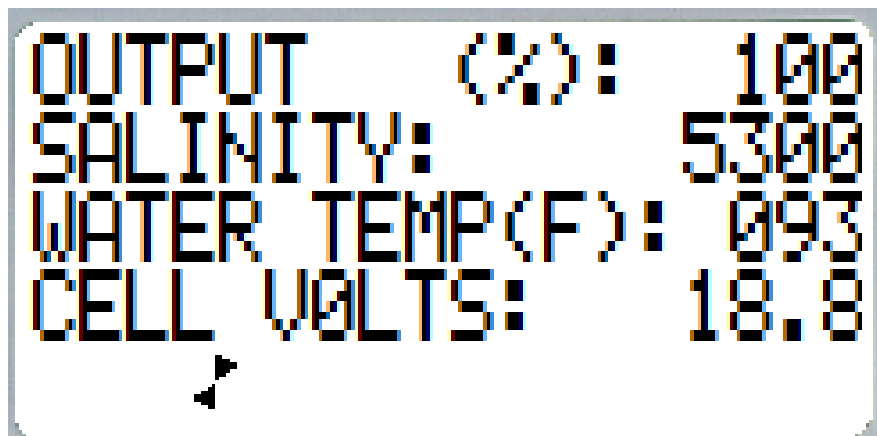 OUTPUT (%): 100
SALINITY: 5300
WATER TEMP(F): 093
CELL V0LTS: 18.8